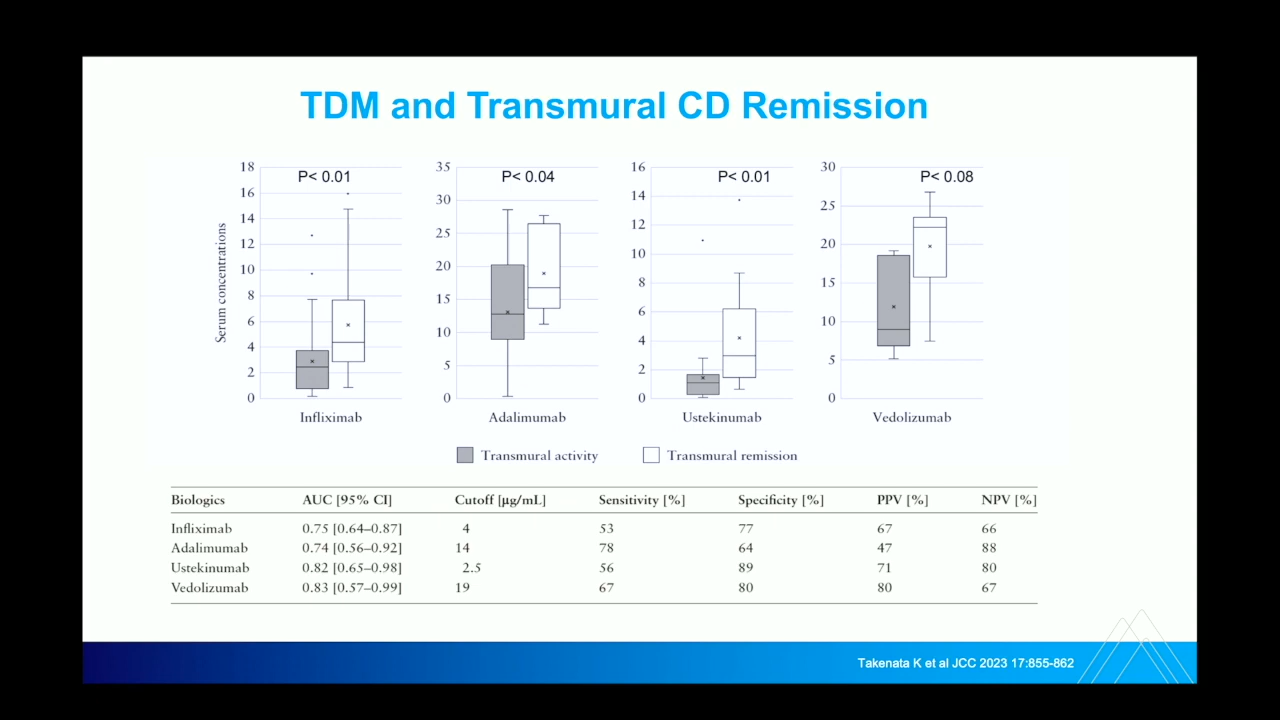 TDM and Transmural CD Remission
P< 0.01
P< 0.04
P< 0.01
P< 0.08
Serum concentrations
18
16
14
12
10
8
6
4
2
0
Infliximab
35
30
25
20
15
10
5
0
Adalimumab
16
14
12
10
8
6
4
2
0
Ustekinumab
30
25
20
15
10
5
0
Vedolizumab
Transmural activity Transmural remission
Biologics AUC [95% CI] Cutoff [μg/mL] Sensitivity [%] Specificity [%] PPV [%] NPV [%]
Infliximab 0.75 [0.64–0.87] 4 53 77 67 66
Adalimumab 0.74 [0.56–0.92] 14 78 64 47 88
Ustekinumab 0.82 [0.65–0.98] 2.5 56 89 71 80
Vedolizumab 0.83 [0.57–0.99] 19 67 80 80 67
Takenata K et al JCC 2023 17:855-862